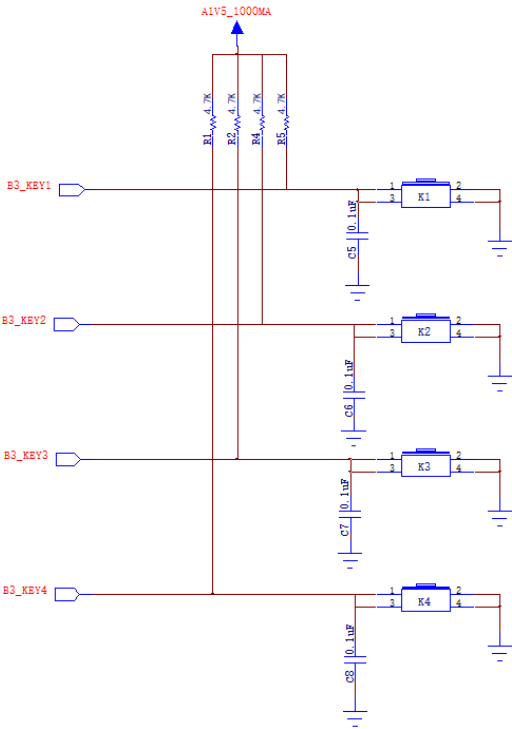 A1V5_1000MA
4.7K 4.7K 4.7K 4.7K
R1 R2 R4 R5
B3_KEY1
1 2
K1
3 4
0.1uF
C5
B3_KEY2
1 2
K2
3 4
0.1uF
C6
B3_KEY3
1 2
K3
3 4
0.1uF
C7
B3_KEY4
1 2
K4
3 4
0.1uF
C8